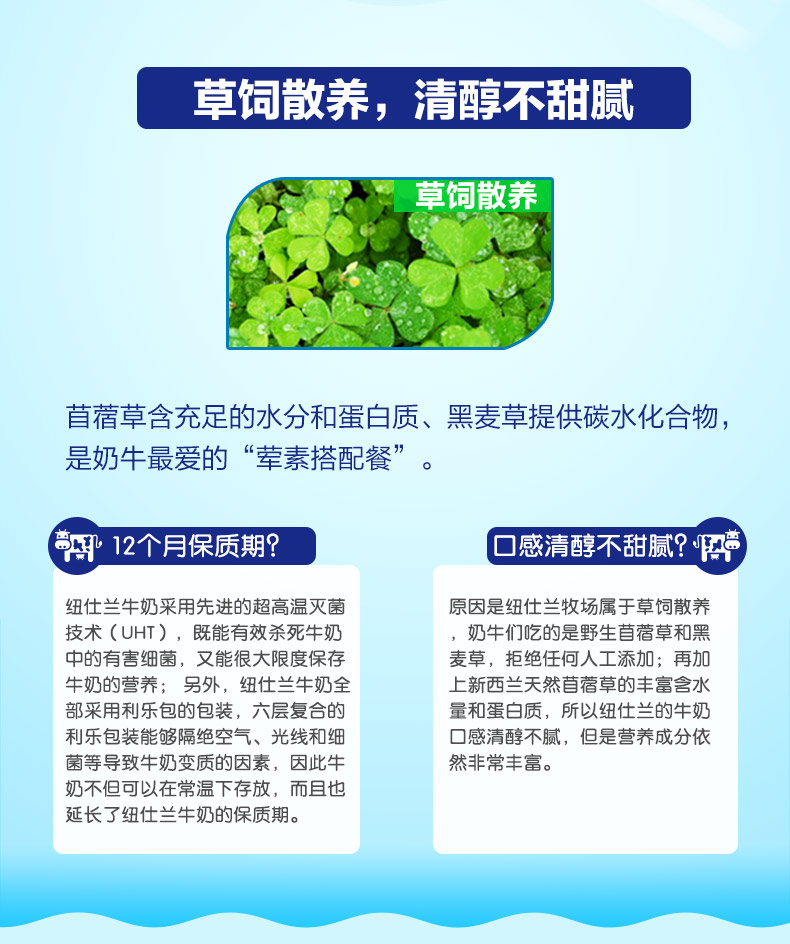 草饲散养，清醇不甜腻
草饲散养
苜蓿草含充足的水分和蛋白质、黑麦草提供碳水化合物，
是奶牛最爱的“荤素搭配餐”。
12个月保质期？
纽仕兰牛奶采用先进的超高温灭菌
技术（UHT），既能有效杀死牛奶
中的有害细菌，又能很大限度保存
牛奶的营养； 另外，纽仕兰牛奶全
部采用利乐包的包装，六层复合的
利乐包装能够隔绝空气、光线和细
菌等导致牛奶变质的因素，因此牛
奶不但可以在常温下存放，而且也
延长了纽仕兰牛奶的保质期。
口感清醇不甜腻？
原因是纽仕兰牧场属于草饲散养
，奶牛们吃的是野生苜蓿草和黑
麦草，拒绝任何人工添加；再加
上新西兰天然苜蓿草的丰富含水
量和蛋白质，所以纽仕兰的牛奶
口感清醇不腻，但是营养成分依
然非常丰富。